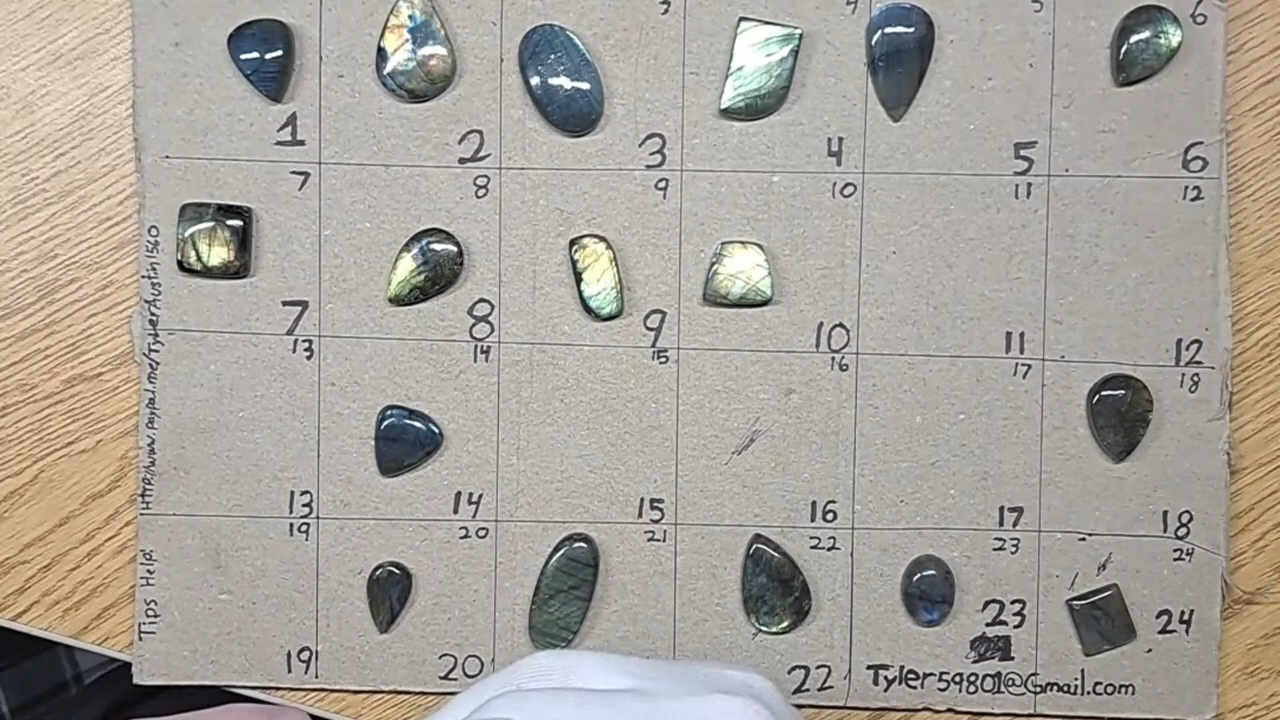 3 4 5 6
1 2 3 4 5 6
7 8 9 10 11 12
7 8 9 10 11 12
13 14 15 16 17 18
13 14 15 16 17 18
19 20 21 22 23 24
23 24
19 20 22
Tyler59801@Gmail.com
Tips Help: Http://www.paypal.me/TylerAustin1560